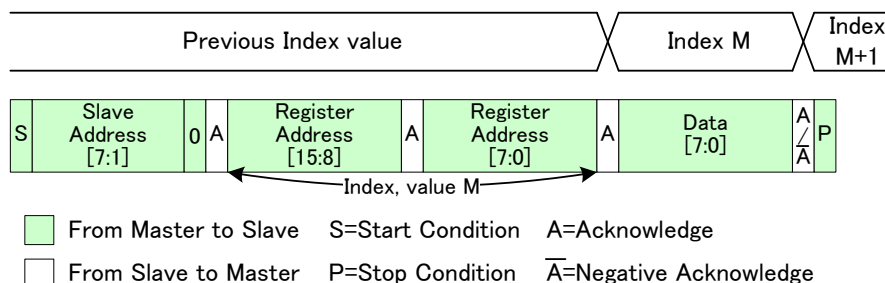 Previous Index value
Index M
Index
M+1
S
Slave
Address
[7:1]
0
A
Register
Address
[15:8]
A
Register
Address
[7:0]
A
Data
[7:0]
A
/
A̅
P
Index, value M
From Master to Slave S=Start Condition A=Acknowledge
From Slave to Master P=Stop Condition A̅=Negative Acknowledge